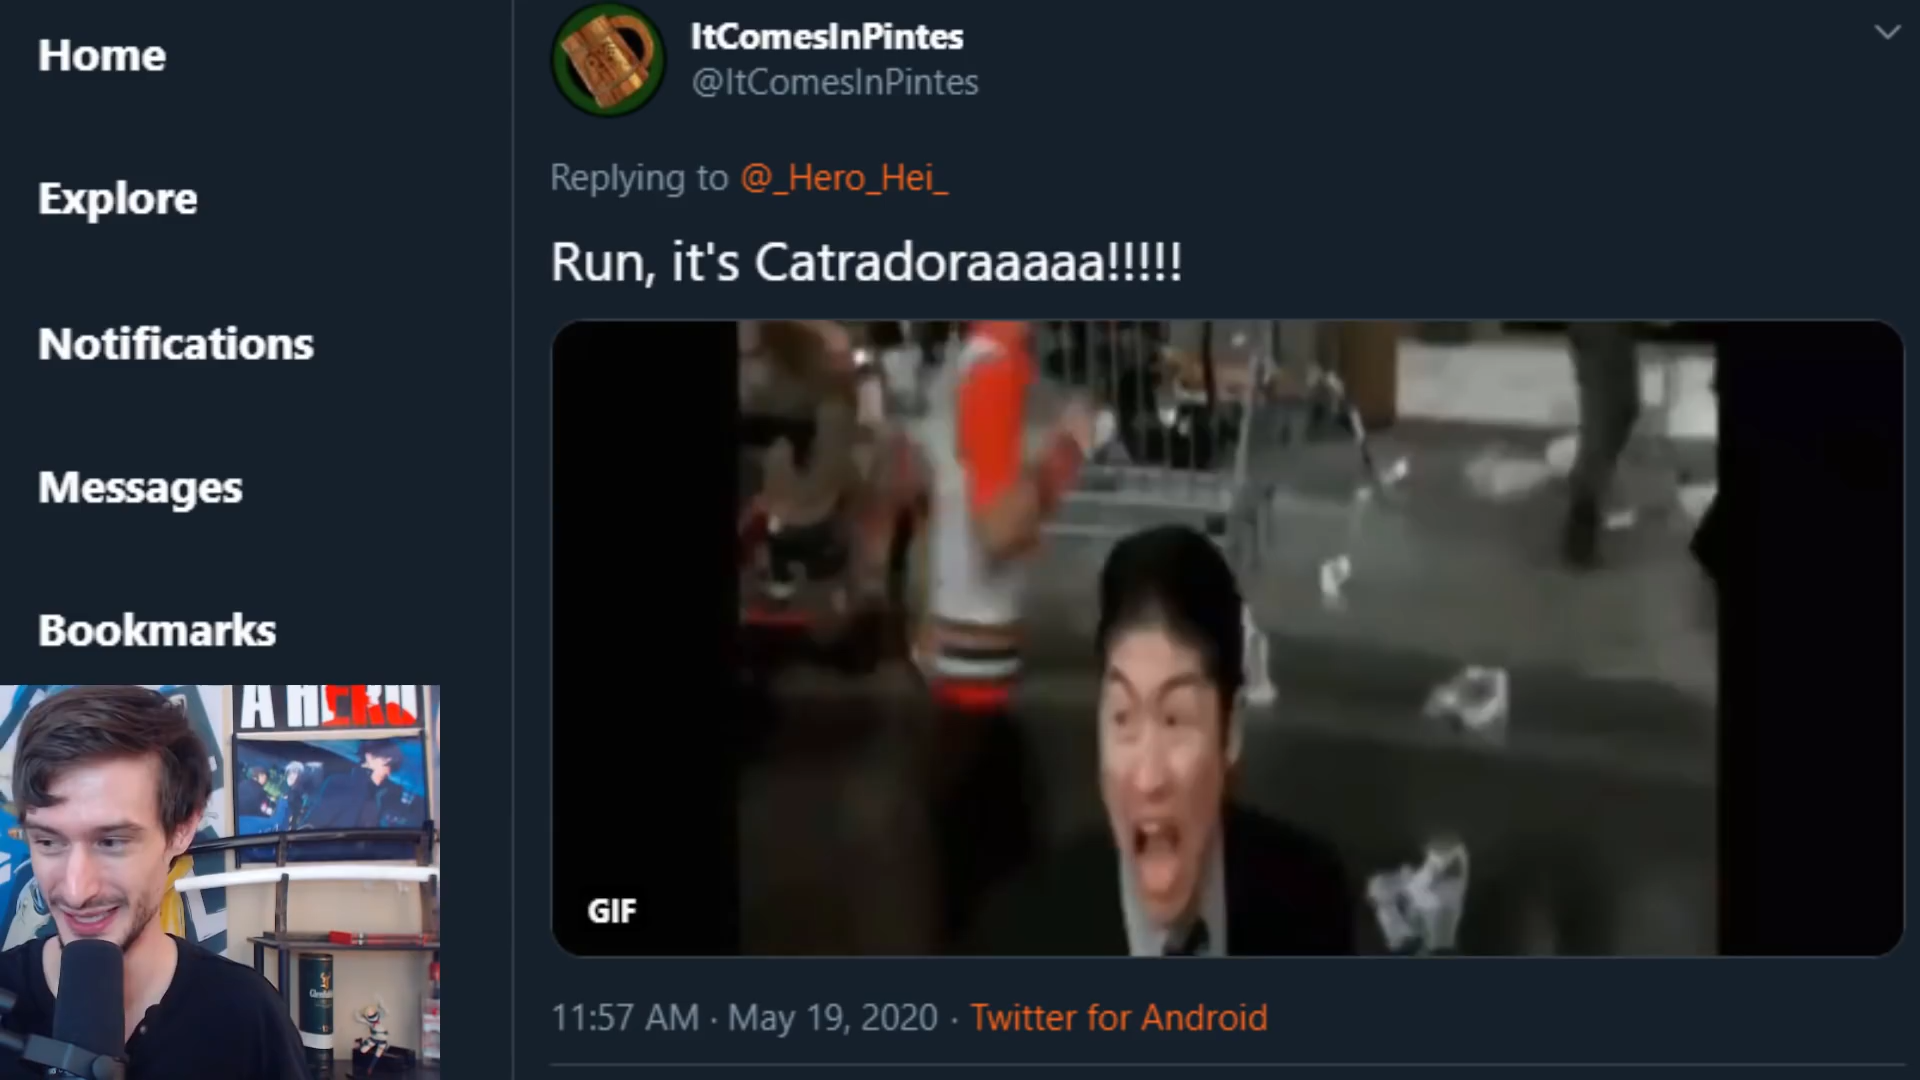 Home
Explore
Notifications
Messages
Bookmarks
ItComesInPintes
@ItComesInPintes
Replying to @_Hero_Hei_
Run, it's Catradoraaaaa!!!!!
GIF
11:57 AM · May 19, 2020 · Twitter for Android
A HERO